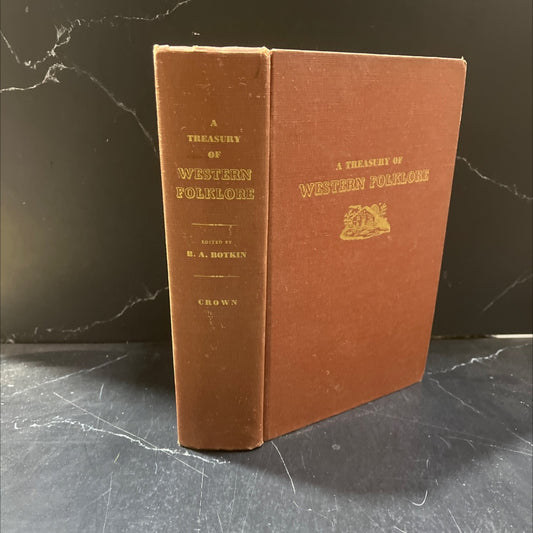 A
TREASURY
OF
WESTERN
FOLKLORE
EDITED BY
B. A. BOTKIN
CROWN
A TREASURY OF
WESTERN FOLKLORE